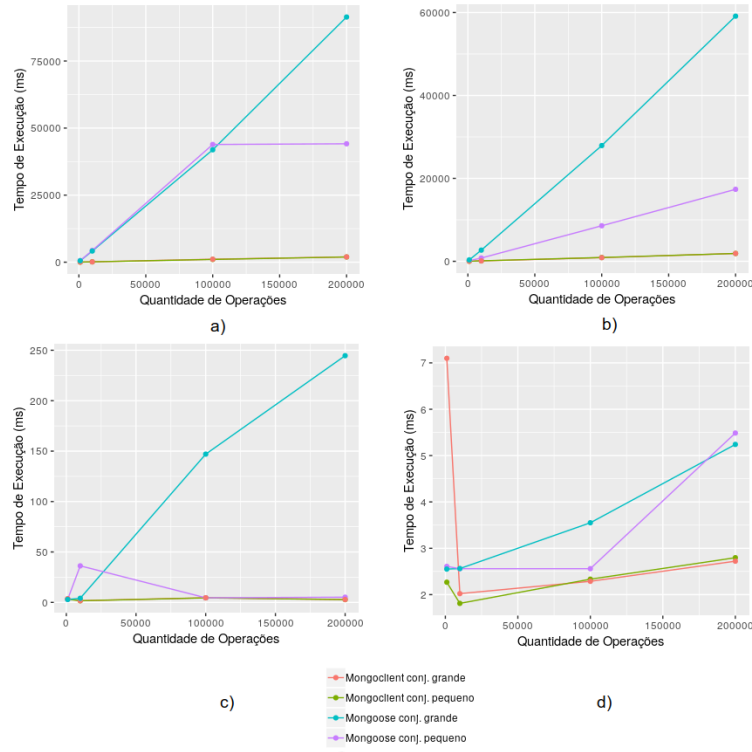 75000
50000
25000
0
Tempo de Execução (ms)
0 50000 100000 150000 200000
Quantidade de Operações
a)
60000
40000
20000
0
Tempo de Execução (ms)
0 50000 100000 150000 200000
Quantidade de Operações
b)
250
200
150
100
50
0
Tempo de Execução (ms)
0 50000 100000 150000 200000
Quantidade de Operações
c)
7
6
5
4
3
2
Tempo de Execução (ms)
0 50000 100000 150000 200000
Quantidade de Operações
d)
Mongoclient conj. grande
Mongoclient conj. pequeno
Mongoose conj. grande
Mongoose conj. pequeno